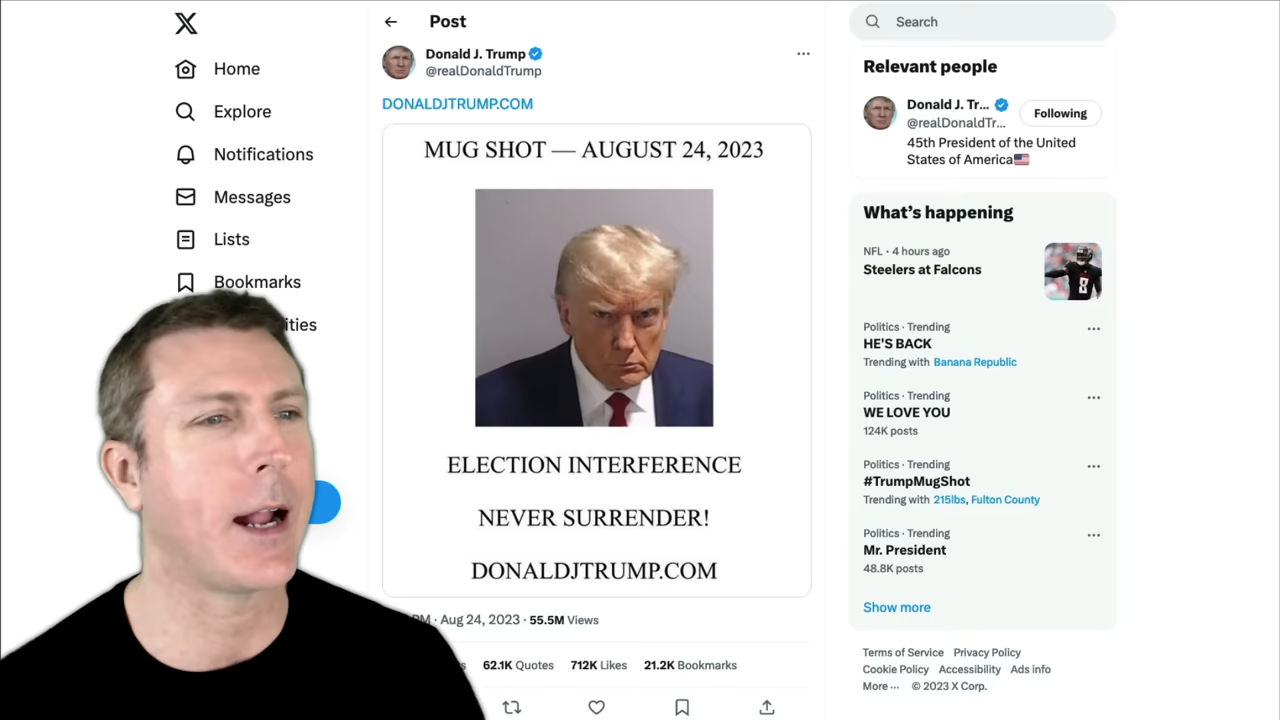 Post
Search
Donald J. Trump
@realDonaldTrump
DONALDJTRUMP.COM
MUG SHOT — AUGUST 24, 2023
ELECTION INTERFERENCE
NEVER SURRENDER!
DONALDJTRUMP.COM
Aug 24, 2023 · 55.5M Views
62.1K Quotes 712K Likes 21.2K Bookmarks
Home
Explore
Notifications
Messages
Lists
Bookmarks
Relevant people
Donald J. Tr...
@realDonaldTr...
Following
45th President of the United
States of America
What's happening
NFL · 4 hours ago
Steelers at Falcons
8
Politics · Trending
HE'S BACK
Trending with Banana Republic
Politics · Trending
WE LOVE YOU
124K posts
Politics · Trending
#TrumpMugShot
Trending with 215lbs, Fulton County
Politics · Trending
Mr. President
48.8K posts
Show more
Terms of Service Privacy Policy
Cookie Policy Accessibility Ads info
More ··· © 2023 X Corp.